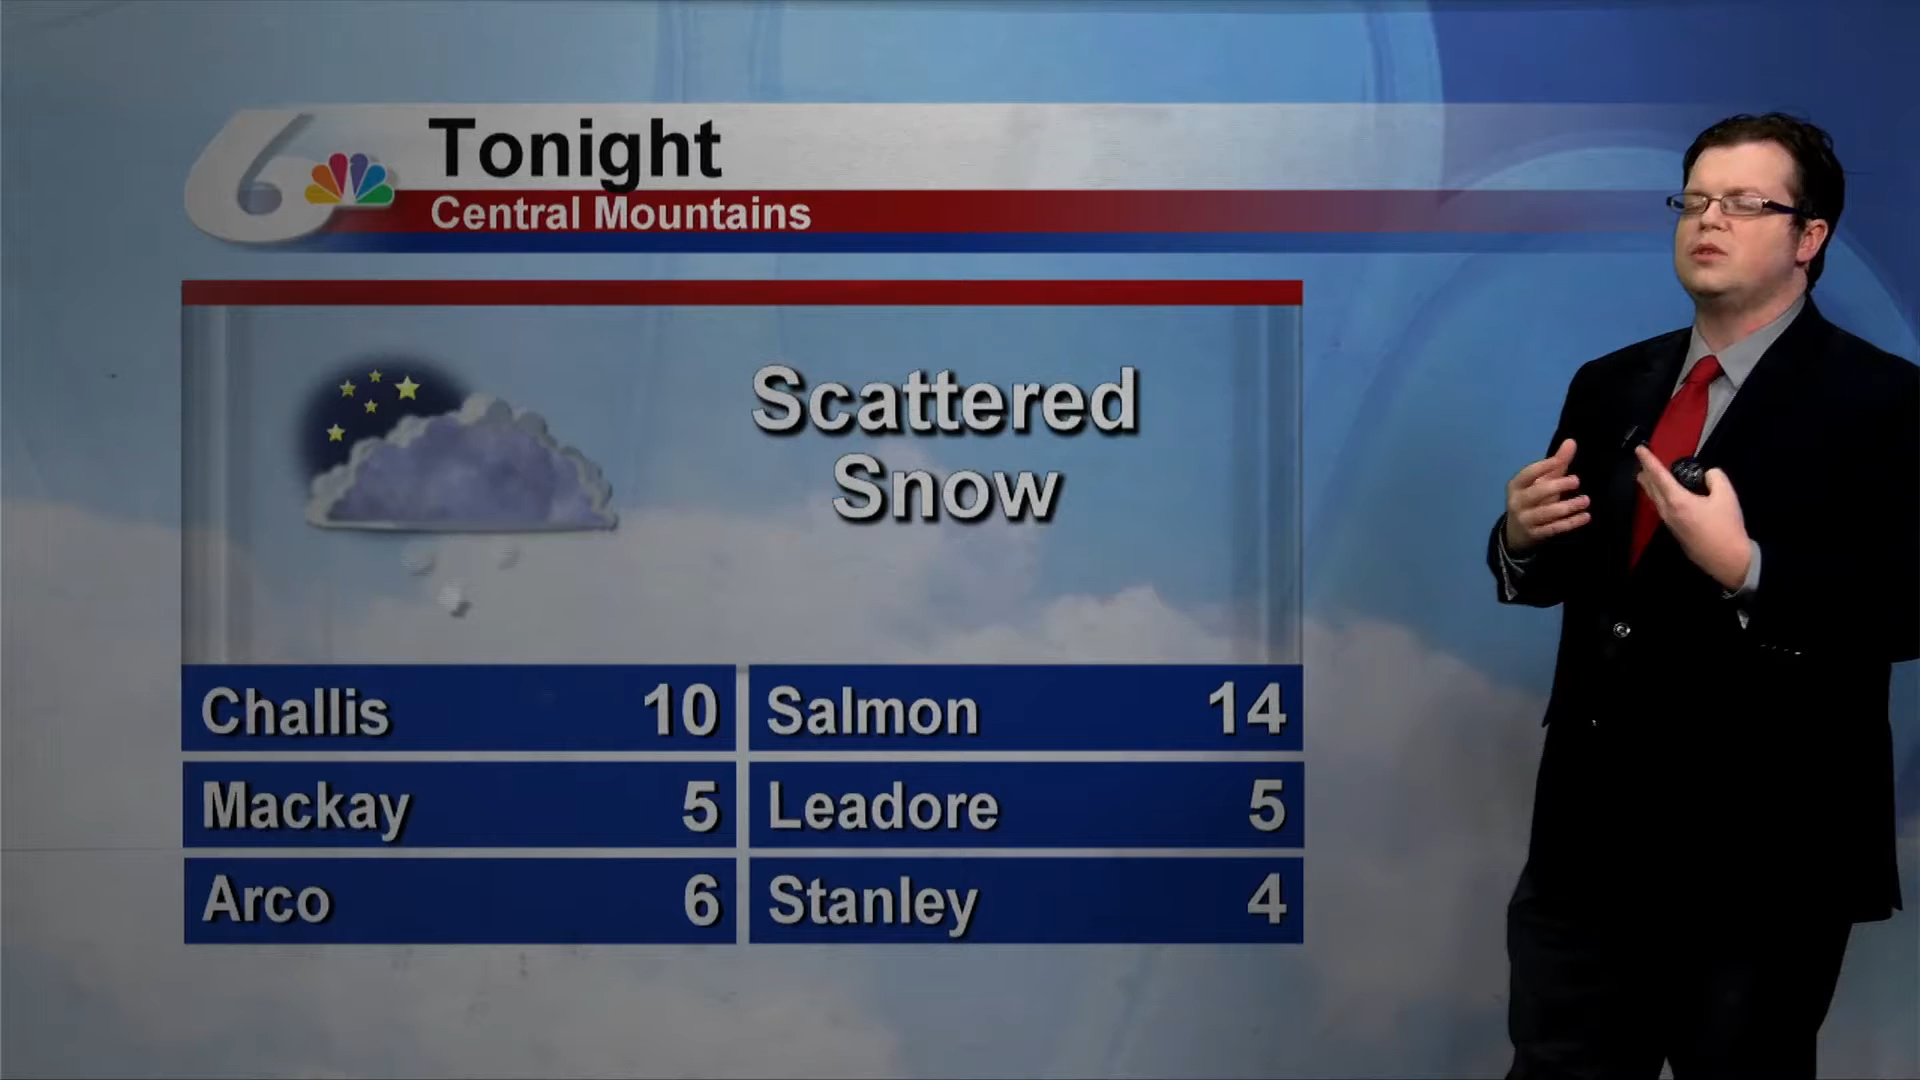 6
Tonight
Central Mountains
Scattered
Snow
Challis 10 Salmon 14
Mackay 5 Leadore 5
Arco 6 Stanley 4